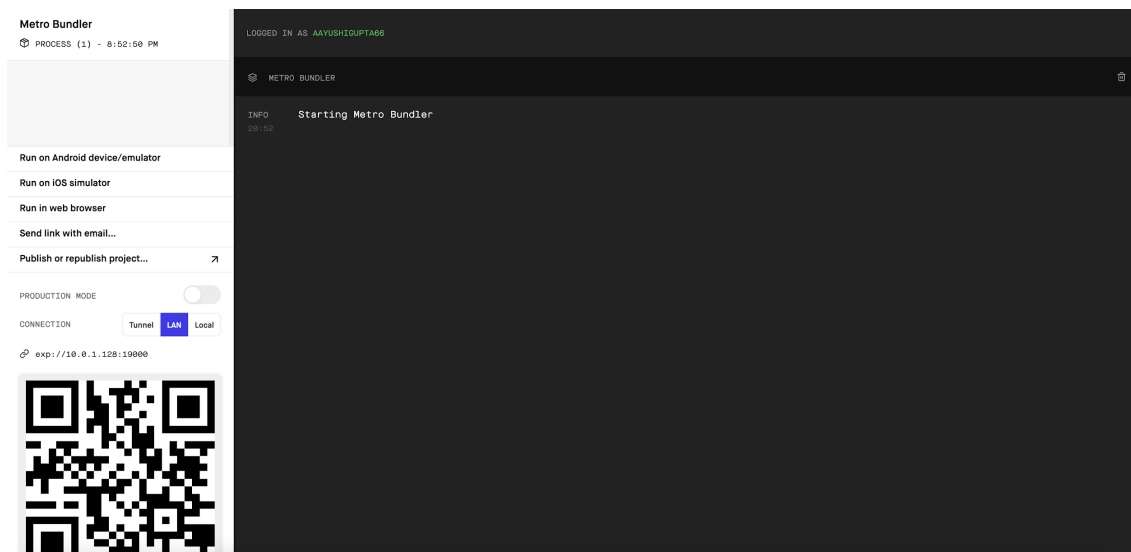 Metro Bundler
PROCESS (1) - 8:52:50 PM
Run on Android device/emulator
Run on iOS simulator
Run in web browser
Send link with email...
Publish or republish project...
PRODUCTION MODE
CONNECTION Tunnel LAN Local
exp://10.0.1.128:19000
LOGGED IN AS AAYUSHIGUPTA66
METRO BUNDLER
INFO Starting Metro Bundler
20:52